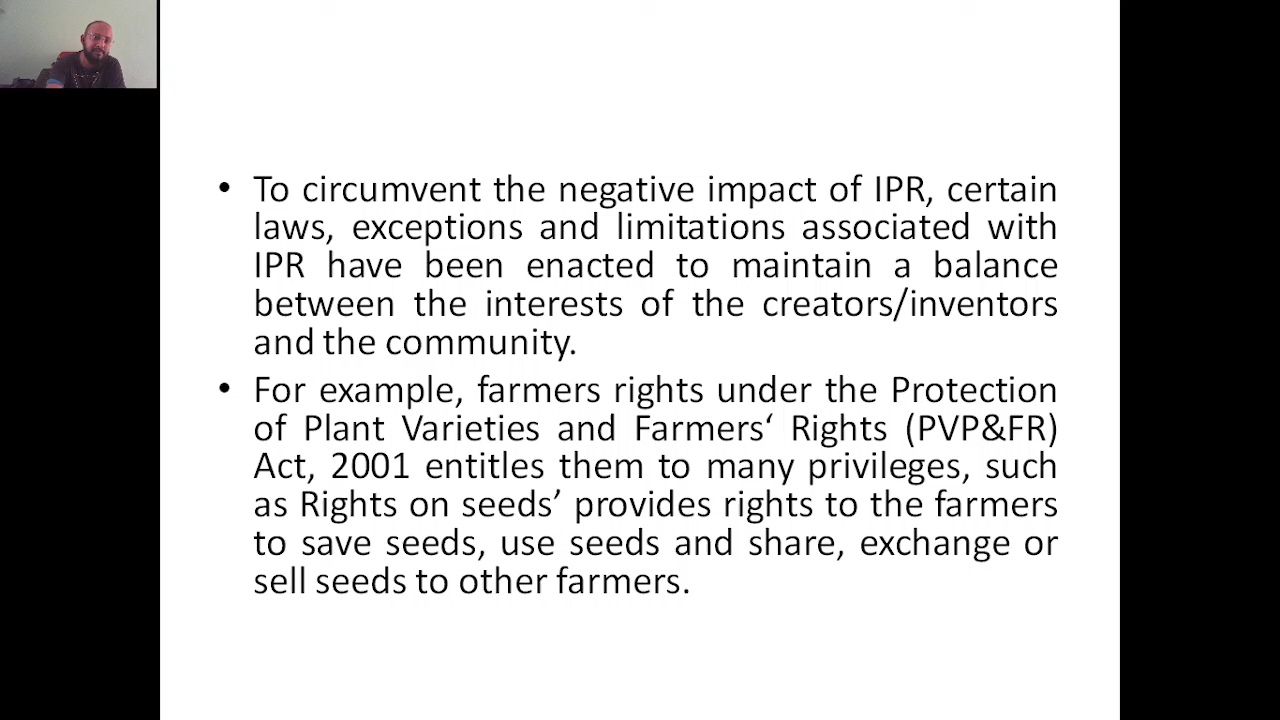 • To circumvent the negative impact of IPR, certain
laws, exceptions and limitations associated with
IPR have been enacted to maintain a balance
between the interests of the creators/inventors
and the community.
• For example, farmers rights under the Protection
of Plant Varieties and Farmers‘ Rights (PVP&FR)
Act, 2001 entitles them to many privileges, such
as Rights on seeds’ provides rights to the farmers
to save seeds, use seeds and share, exchange or
sell seeds to other farmers.